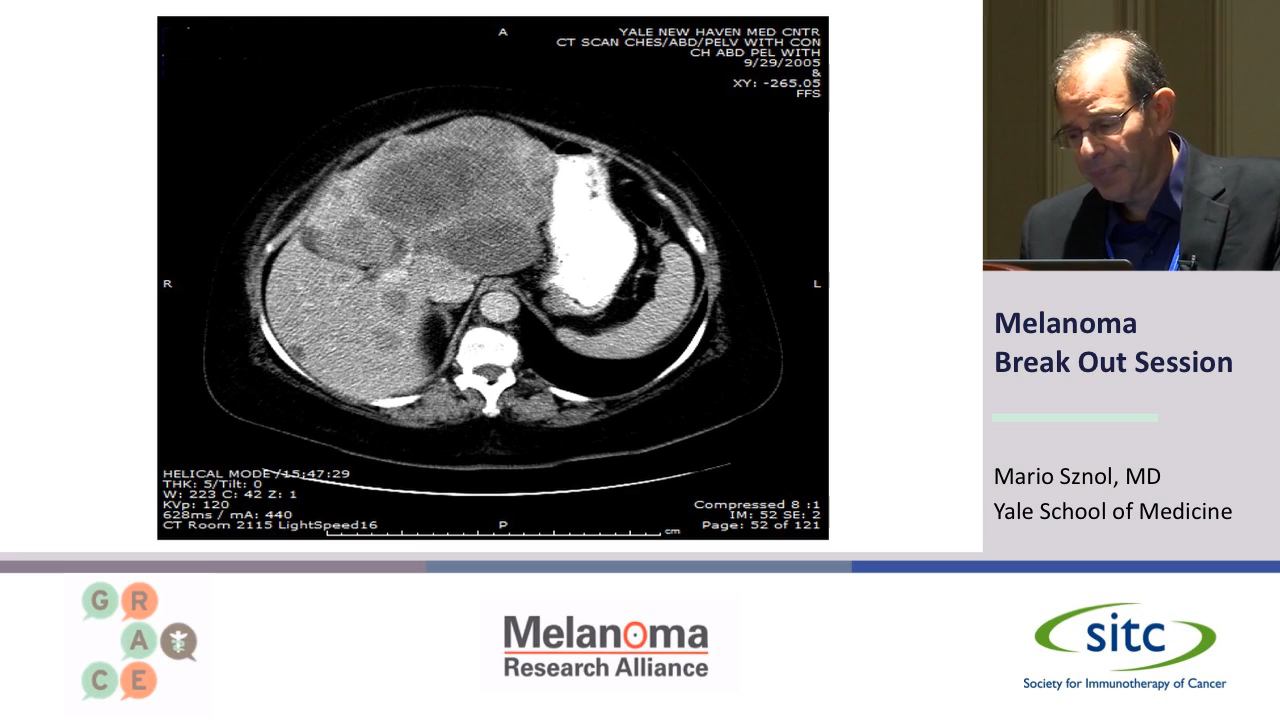 A
YALE NEW HAVEN MED CNTR
CT SCAN CHES/ABD/PELV WITH CON
CH ABD PEL WITH
9/29/2005
&
XY: -265.05
FFS
R
L
HELICAL MODE /15:47:29
THK: 5/Tilt: 0
W: 223 C: 42 Z: 1
KVp: 120
628ms / mA: 440
CT Room 2115 LightSpeed16
P
cm
Compressed 8 :1
IM: 52 SE: 2
Page: 52 of 121
Melanoma
Break Out Session
Mario Sznol, MD
Yale School of Medicine
G R
A
C E
Melanoma
Research Alliance
sitc
Society for Immunotherapy of Cancer